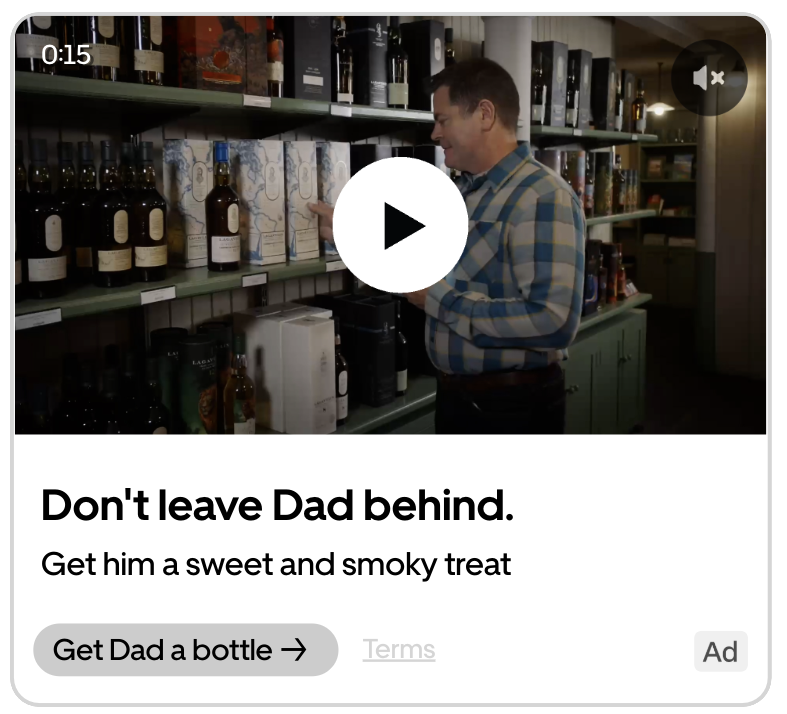 0:15
Don't leave Dad behind.
Get him a sweet and smoky treat
Get Dad a bottle →
Terms
Ad